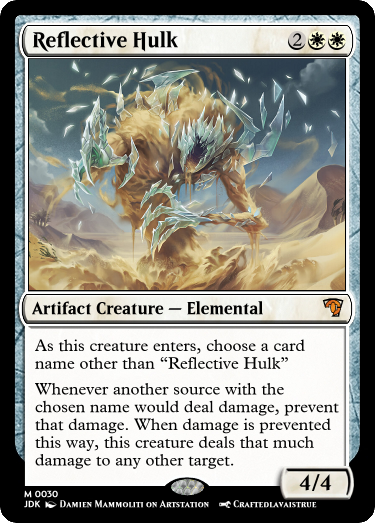 Reflective Hulk 2
Artifact Creature — Elemental
As this creature enters, choose a card
name other than “Reflective Hulk”
Whenever another source with the
chosen name would deal damage, prevent
that damage. When damage is prevented
this way, this creature deals that much
damage to any other target.
4/4
M 0030
JDK Damien Mammoliti on Artstation Craftedlavaistrue